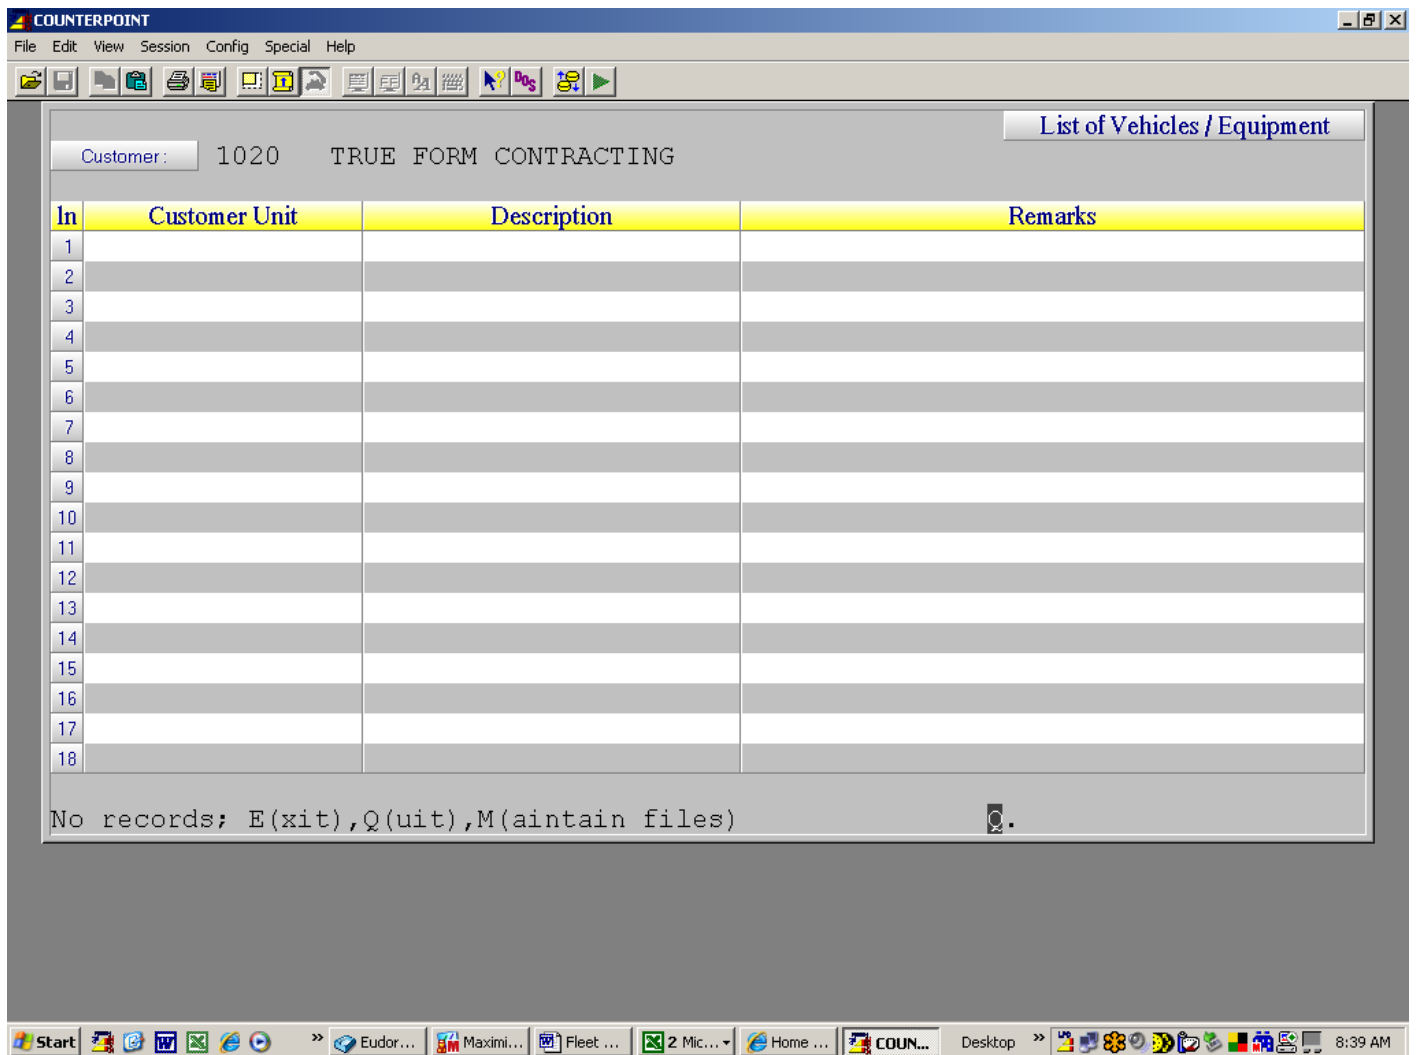 COUNTERPOINT
File Edit View Session Config Special Help
DOS
List of Vehicles / Equipment
Customer: 1020 TRUE FORM CONTRACTING
ln Customer Unit Description Remarks
1
2
3
4
5
6
7
8
9
10
11
12
13
14
15
16
17
18
No records; E(xit),Q(uit),M(aintain files) Q.
Start » Eudor... Maximi... Fleet ... 2 Mic... Home ... COUN... Desktop » 8:39 AM